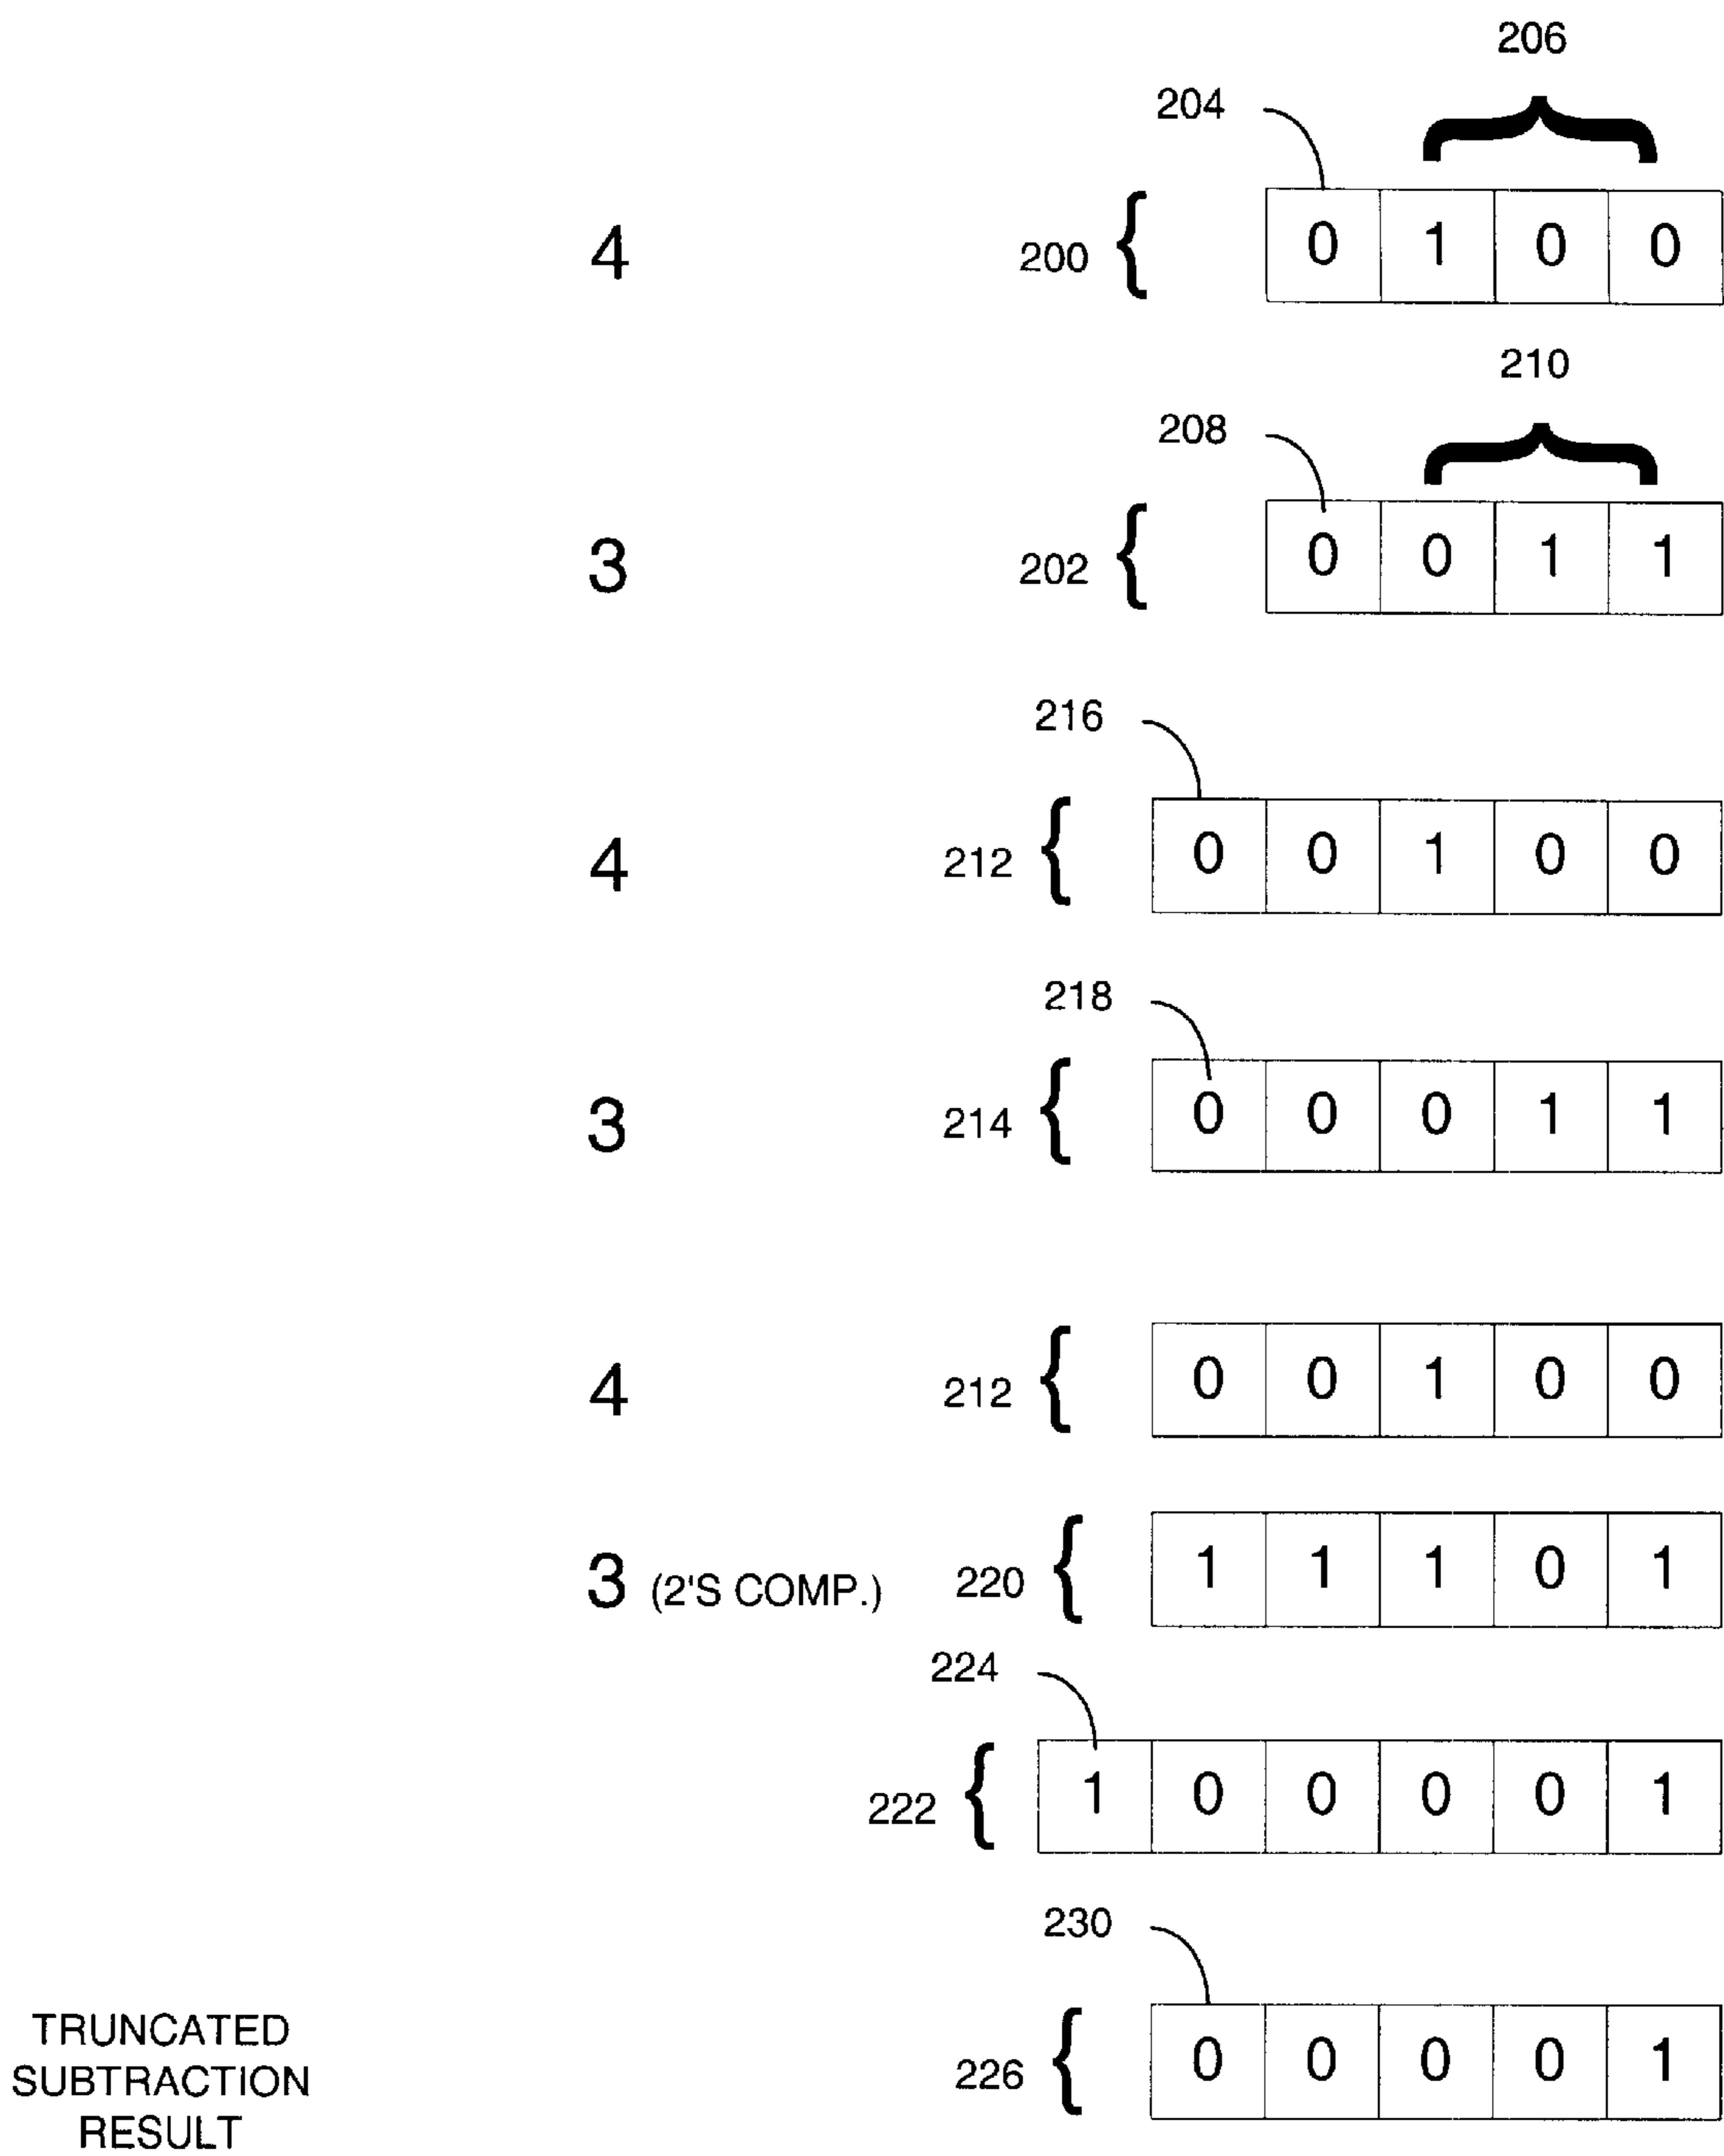 206
204
4 200 { 0 1 0 0
210
208
3 202 { 0 0 1 1
216
4 212 { 0 0 1 0 0
218
3 214 { 0 0 0 1 1
4 212 { 0 0 1 0 0
3 (2'S COMP.) 220 { 1 1 1 0 1
224
222 { 1 0 0 0 0 1
230
226 { 0 0 0 0 1
TRUNCATED
SUBTRACTION
RESULT